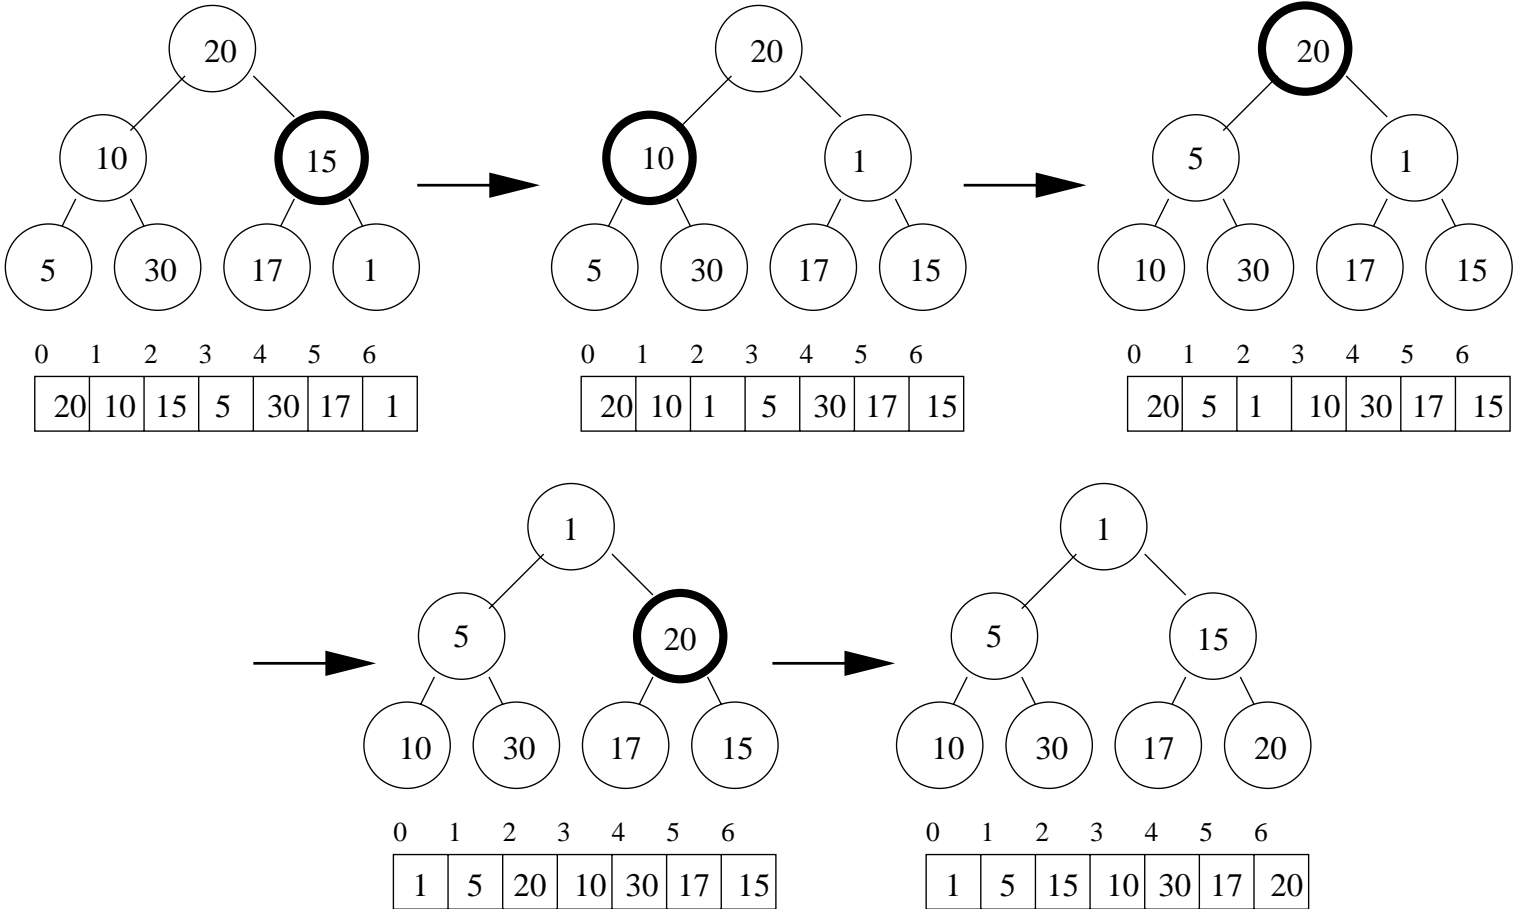 20 20 20
10 15 10 1 5 1
5 30 17 1 5 30 17 15 10 30 17 15
0 1 2 3 4 5 6 0 1 2 3 4 5 6 0 1 2 3 4 5 6
20 10 15 5 30 17 1 20 10 1 5 30 17 15 20 5 1 10 30 17 15
1 1
5 20 5 15
10 30 17 15 10 30 17 20
0 1 2 3 4 5 6 0 1 2 3 4 5 6
1 5 20 10 30 17 15 1 5 15 10 30 17 20